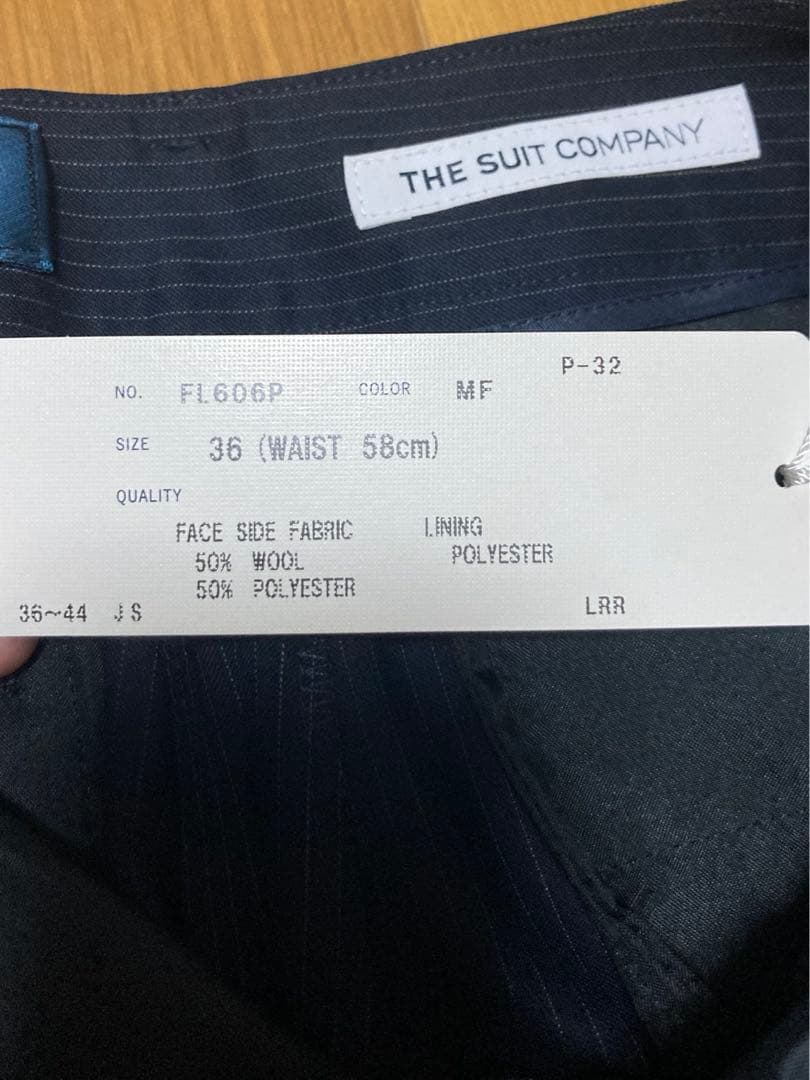 THE SUIT COMPANY
P-32
NO. FL606P COLOR MF
SIZE 36 (WAIST 58cm)
QUALITY
FACE SIDE FABRIC LINING
50% WOOL POLYESTER
50% POLYESTER
36~44 JS LRR